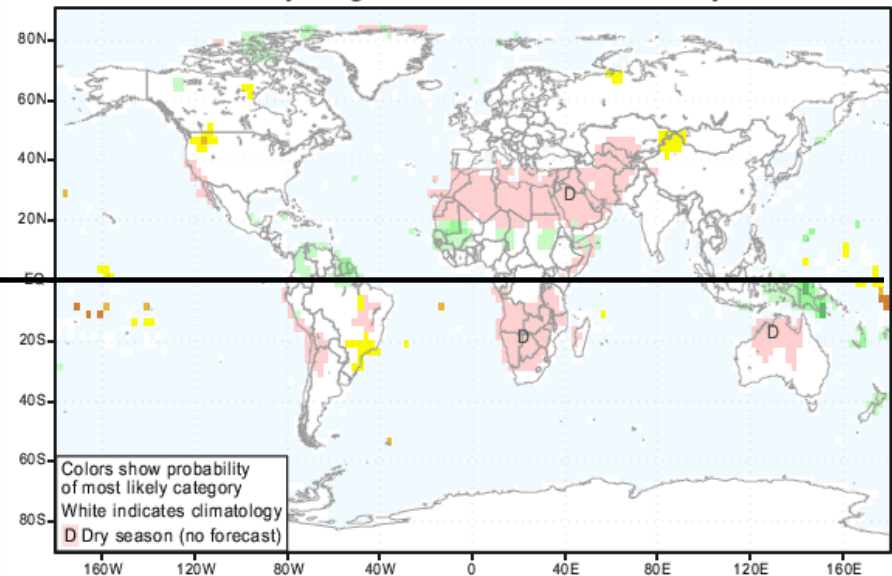 80N
60N
40N
20N
EQ
20S
40S
60S
80S
D
D
D
Colors show probability
of most likely category
White indicates climatology
D Dry season (no forecast)
160W 120W 80W 40W 0 40E 80E 120E 160E